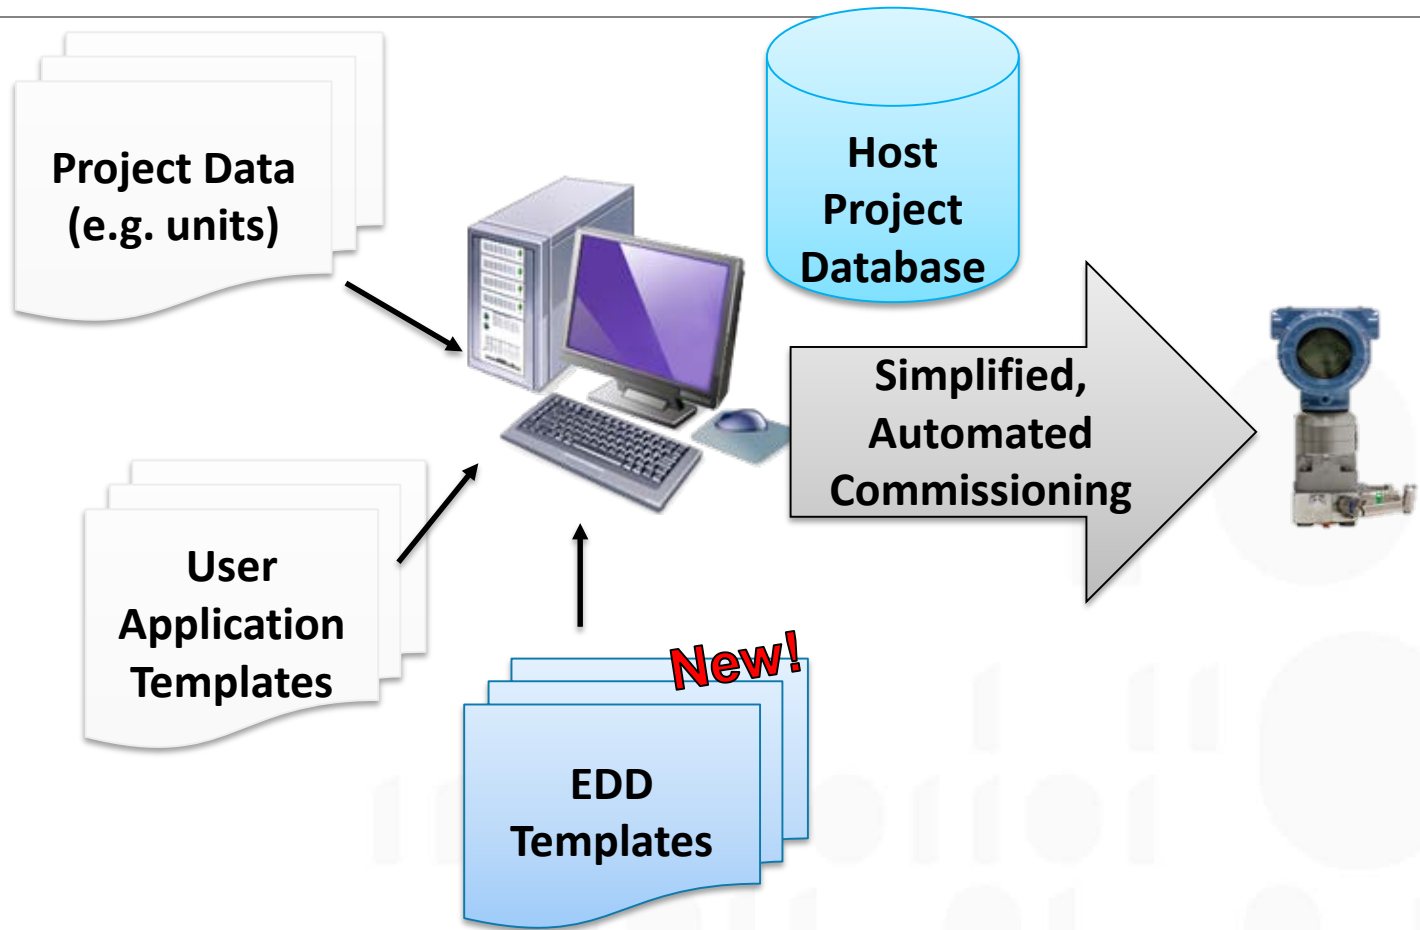 Project Data
(e.g. units)
Host
Project
Database
Simplified,
Automated
Commissioning
User
Application
Templates
New!
EDD
Templates